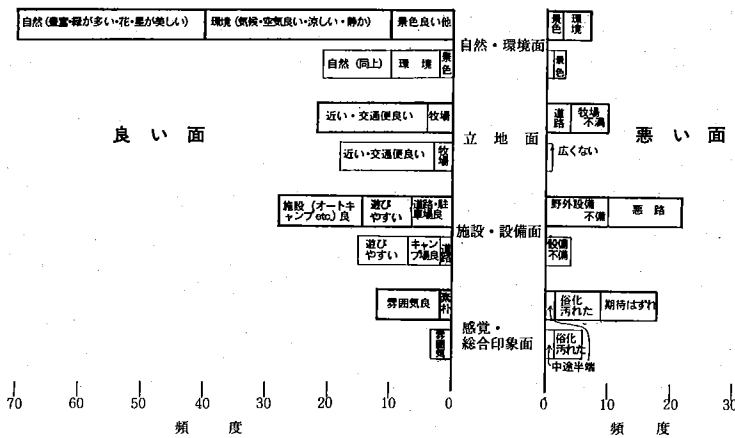 自然(豊富・緑が多い・花・星が美しい)
環境(気候・空気良い・涼しい・静か)
景色良い他
景色
環境
自然・環境面
自然(同上)
環境
景色
景色
良い面
近い・交通便良い
牧場
立地面
道路
牧場不満
悪い面
近い・交通便良い
牧場
広くない
施設(オートキャンプetc.)良
遊びやすい
道路・駐車場良
施設・設備面
野外設備不備
悪路
遊びやすい
キャンプ場良
道路
設備不備
雰囲気良
素朴
感覚・総合印象面
俗化汚れた
期待はずれ
雰囲気
俗化汚れた
中途半端
70 60 50 40 30 20 10 0
0 10 20 30
頻度
頻度